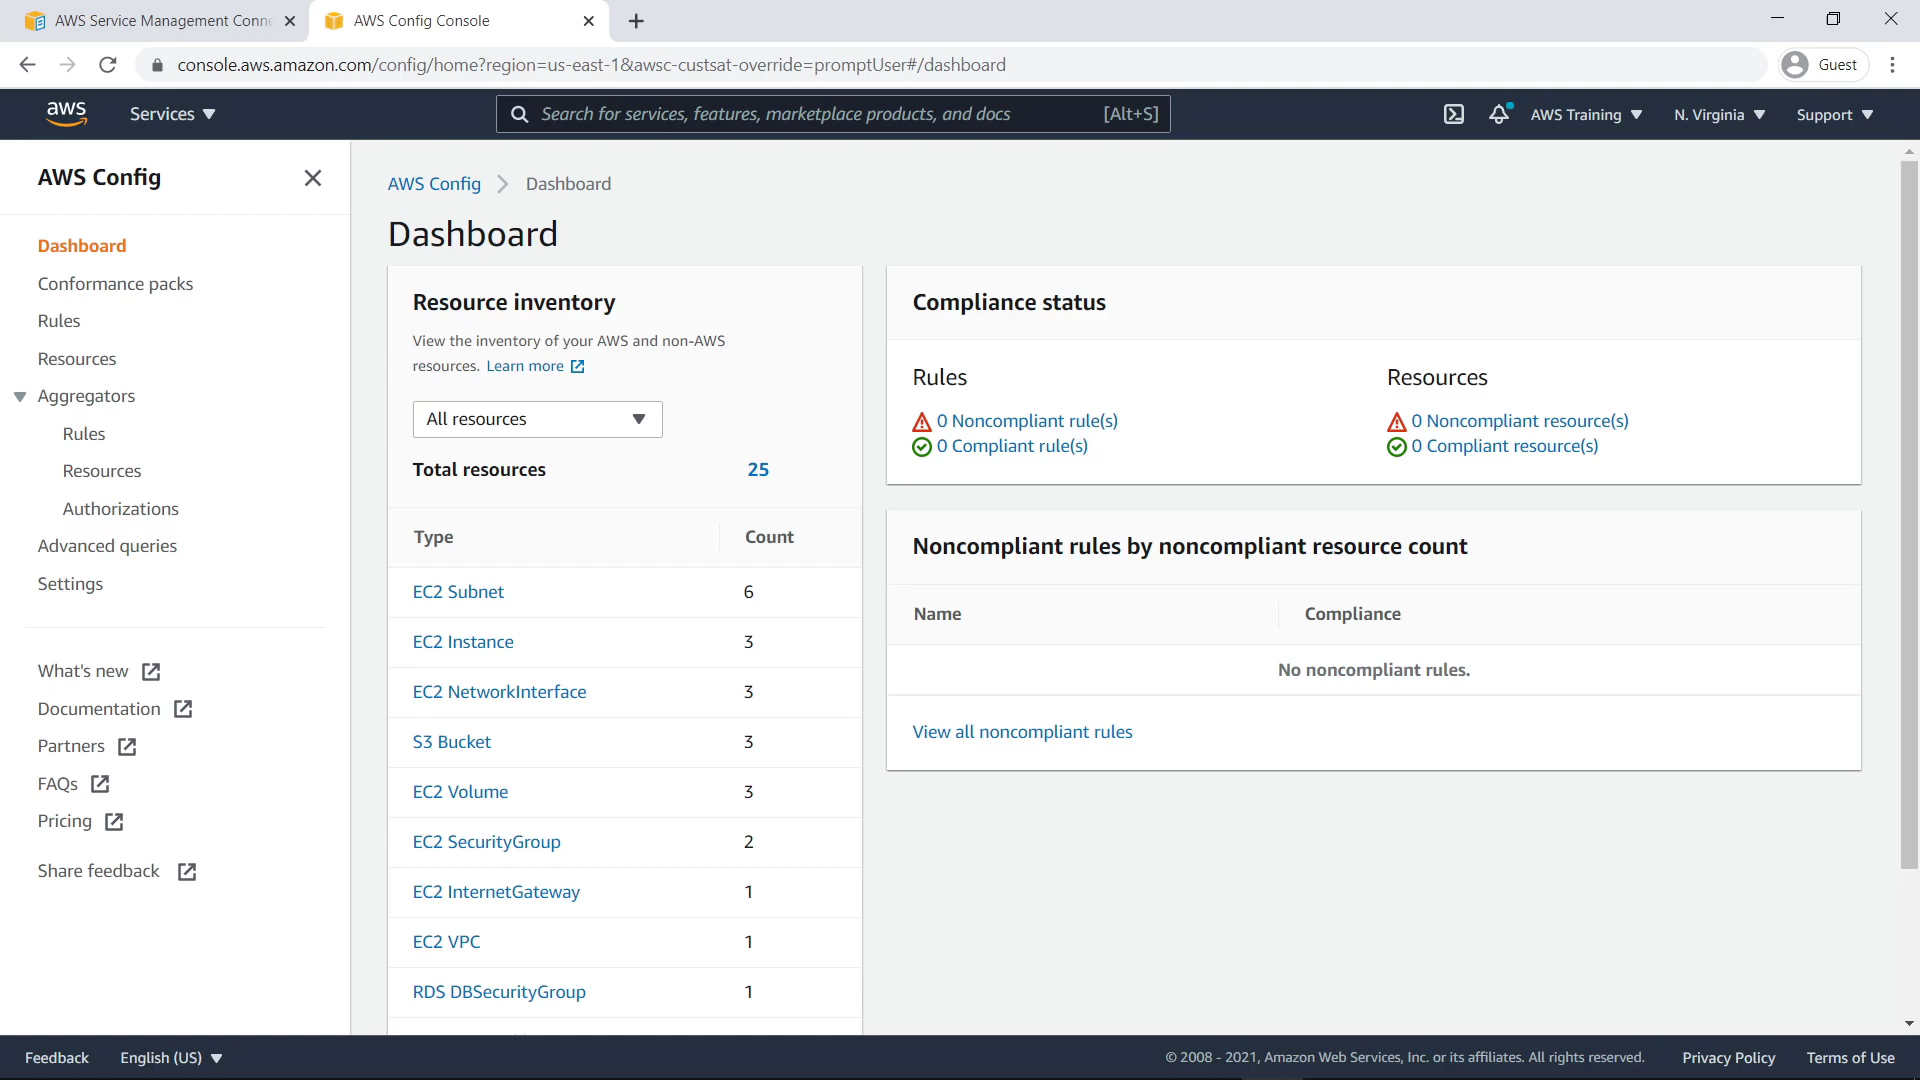 AWS Service Management Conne
AWS Config Console
console.aws.amazon.com/config/home?region=us-east-1&awsc-custsat-override=promptUser#/dashboard
Guest
aws
Services
Search for services, features, marketplace products, and docs
[Alt+S]
AWS Training
N. Virginia
Support
AWS Config
Dashboard
Conformance packs
Rules
Resources
Aggregators
Rules
Resources
Authorizations
Advanced queries
Settings
What's new
Documentation
Partners
FAQs
Pricing
Share feedback
AWS Config
Dashboard
Dashboard
Resource inventory
View the inventory of your AWS and non-AWS
resources. Learn more
All resources
Total resources 25
Type Count
EC2 Subnet 6
EC2 Instance 3
EC2 NetworkInterface 3
S3 Bucket 3
EC2 Volume 3
EC2 SecurityGroup 2
EC2 InternetGateway 1
EC2 VPC 1
RDS DBSecurityGroup 1
Compliance status
Rules
0 Noncompliant rule(s)
0 Compliant rule(s)
Resources
0 Noncompliant resource(s)
0 Compliant resource(s)
Noncompliant rules by noncompliant resource count
Name Compliance
No noncompliant rules.
View all noncompliant rules
Feedback
English (US)
© 2008 - 2021, Amazon Web Services, Inc. or its affiliates. All rights reserved.
Privacy Policy
Terms of Use